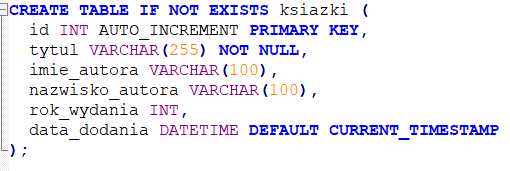 CREATE TABLE IF NOT EXISTS ksiazki (
id INT AUTO_INCREMENT PRIMARY KEY,
tytul VARCHAR(255) NOT NULL,
imie_autora VARCHAR(100),
nazwisko_autora VARCHAR(100),
rok_wydania INT,
data_dodania DATETIME DEFAULT CURRENT_TIMESTAMP
);